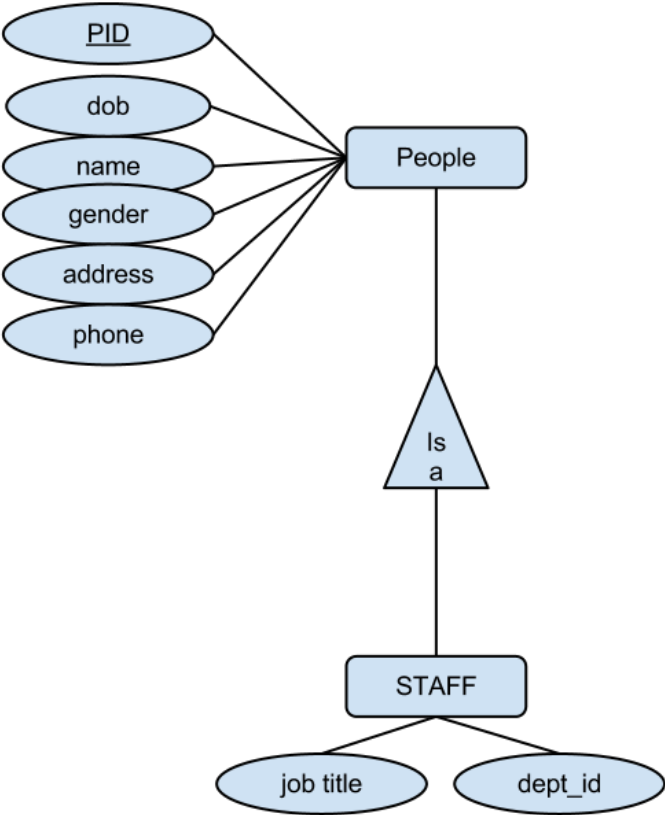 PID
dob
name
gender
address
phone
People
Is
a
STAFF
job title
dept_id